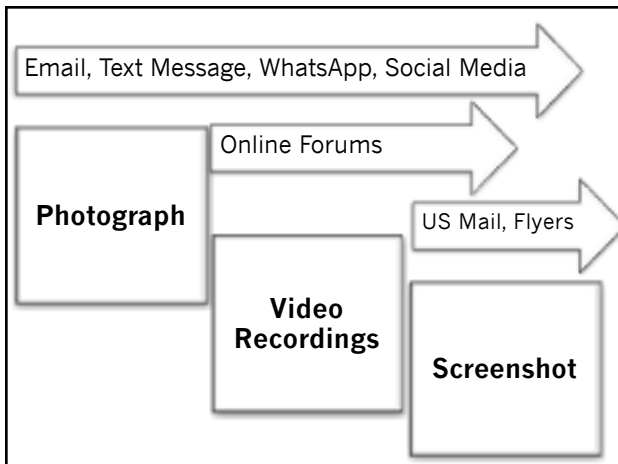 Email, Text Message, WhatsApp, Social Media
Online Forums
Photograph
US Mail, Flyers
Video
Recordings
Screenshot